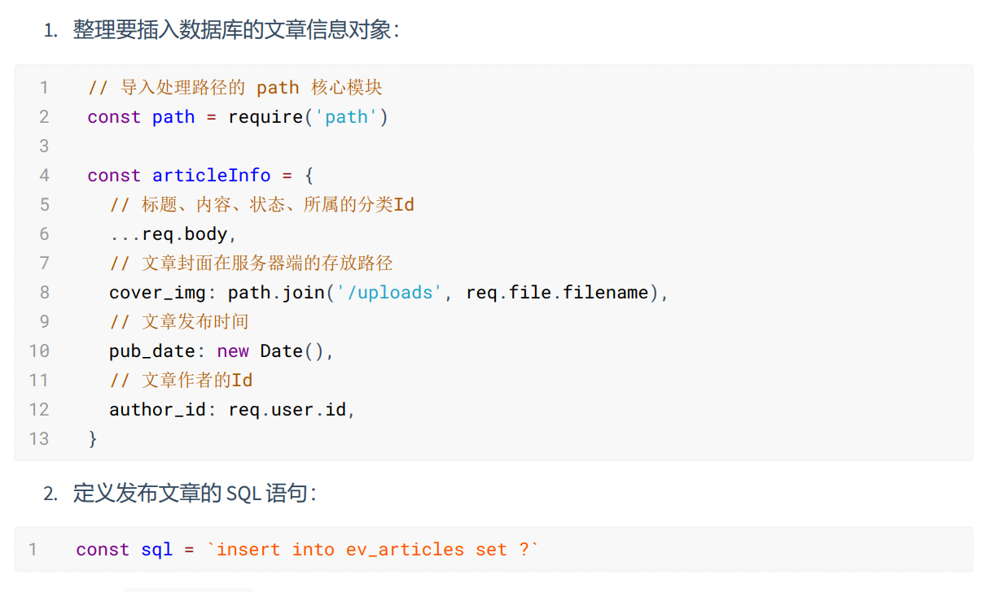 1. 整理要插入数据库的文章信息对象：
1 // 导入处理路径的 path 核心模块
2 const path = require('path')
3
4 const articleInfo = {
5 // 标题、内容、状态、所属的分类Id
6 ...req.body,
7 // 文章封面在服务器端的存放路径
8 cover_img: path.join('/uploads', req.file.filename),
9 // 文章发布时间
10 pub_date: new Date(),
11 // 文章作者的Id
12 author_id: req.user.id,
13 }
2. 定义发布文章的 SQL 语句：
1 const sql = `insert into ev_articles set ?`